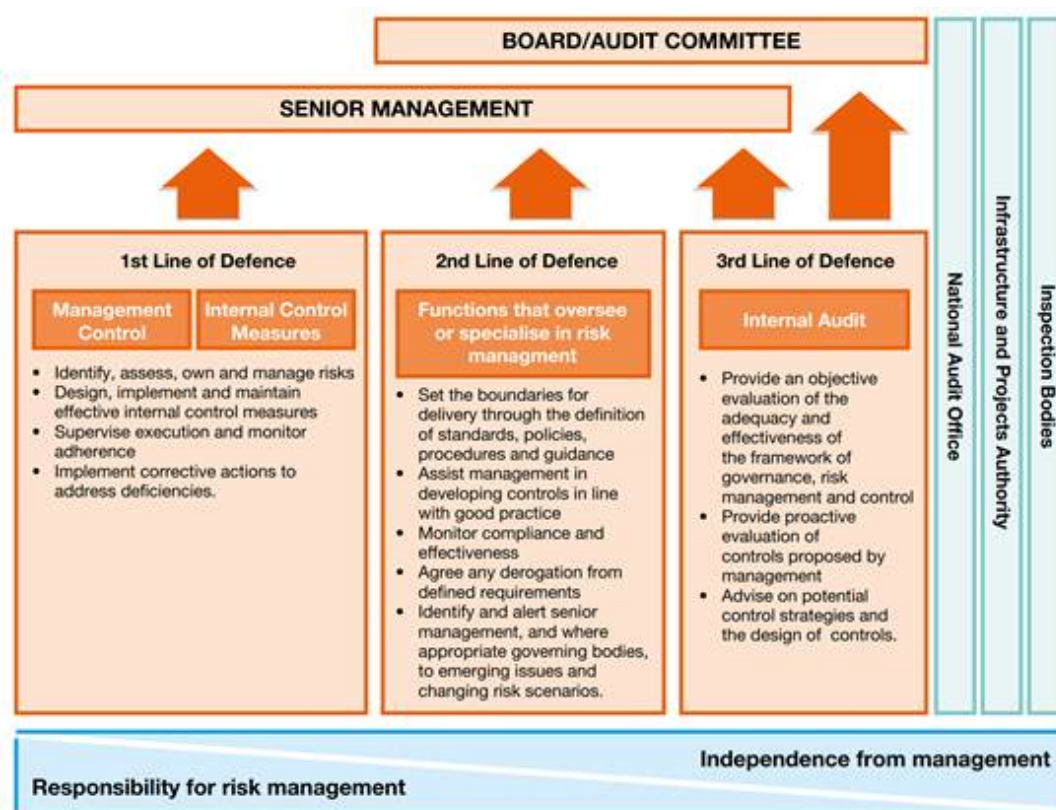 BOARD/AUDIT COMMITTEE
SENIOR MANAGEMENT
1st Line of Defence
Management
Control
Internal Control
Measures
• Identify, assess, own and manage risks
• Design, implement and maintain
effective internal control measures
• Supervise execution and monitor
adherence
• Implement corrective actions to
address deficiencies.
2nd Line of Defence
Functions that oversee
or specialise in risk
managment
• Set the boundaries for
delivery through the definition
of standards, policies,
procedures and guidance
• Assist management in
developing controls in line
with good practice
• Monitor compliance and
effectiveness
• Agree any derogation from
defined requirements
• Identify and alert senior
management, and where
appropriate governing bodies,
to emerging issues and
changing risk scenarios.
3rd Line of Defence
Internal Audit
• Provide an objective
evaluation of the
adequacy and
effectiveness of
the framework of
governance, risk
management and control
• Provide proactive
evaluation of
controls proposed by
management
• Advise on potential
control strategies and
the design of controls.
National Audit Office
Infrastructure and Projects Authority
Inspection Bodies
Independence from management
Responsibility for risk management